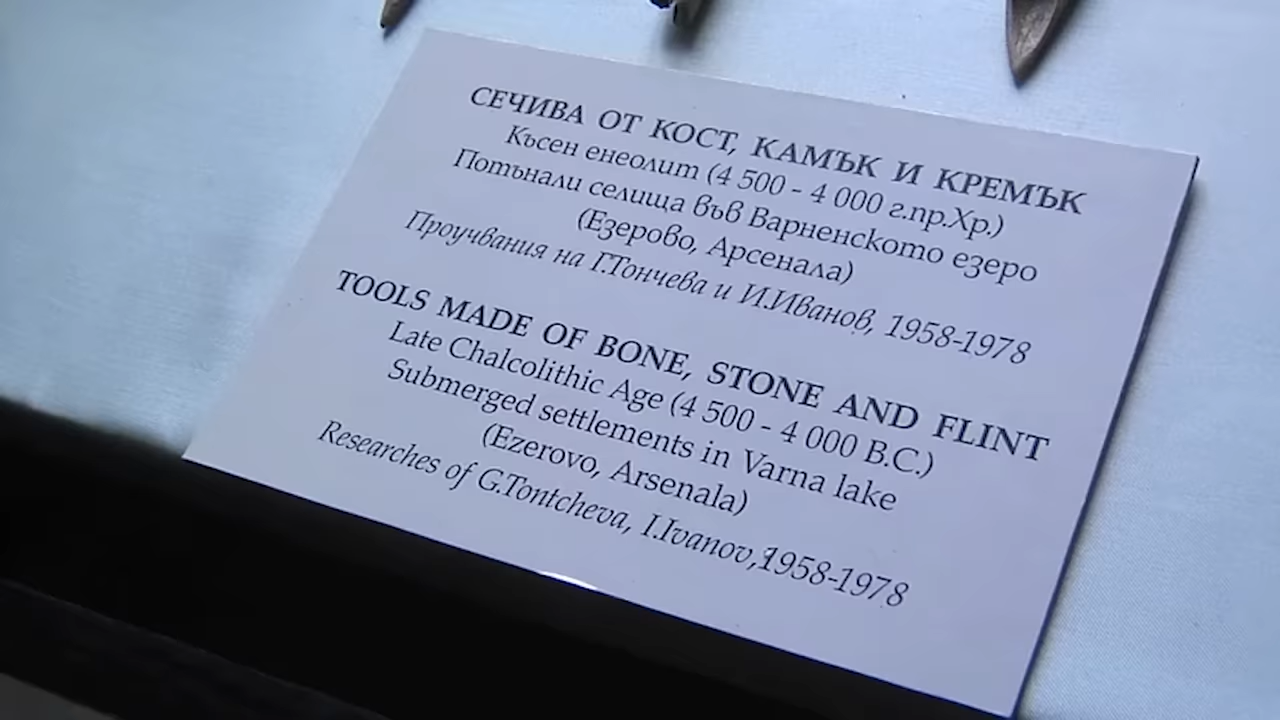 СЕЧИВА ОТ КОСТ, КАМЪК И КРЕМЪК
Късен енеолит (4 500 - 4 000 г.пр.Хр.)
Потънали селища във Варненското езеро
(Езерово, Арсенала)
Проучвания на Г.Тончева и И.Иванов, 1958-1978
TOOLS MADE OF BONE, STONE AND FLINT
Late Chalcolithic Age (4 500 - 4 000 B.C.)
Submerged settlements in Varna lake
(Ezerovo, Arsenala)
Researches of G.Tontcheva, I.Ivanov,1958-1978